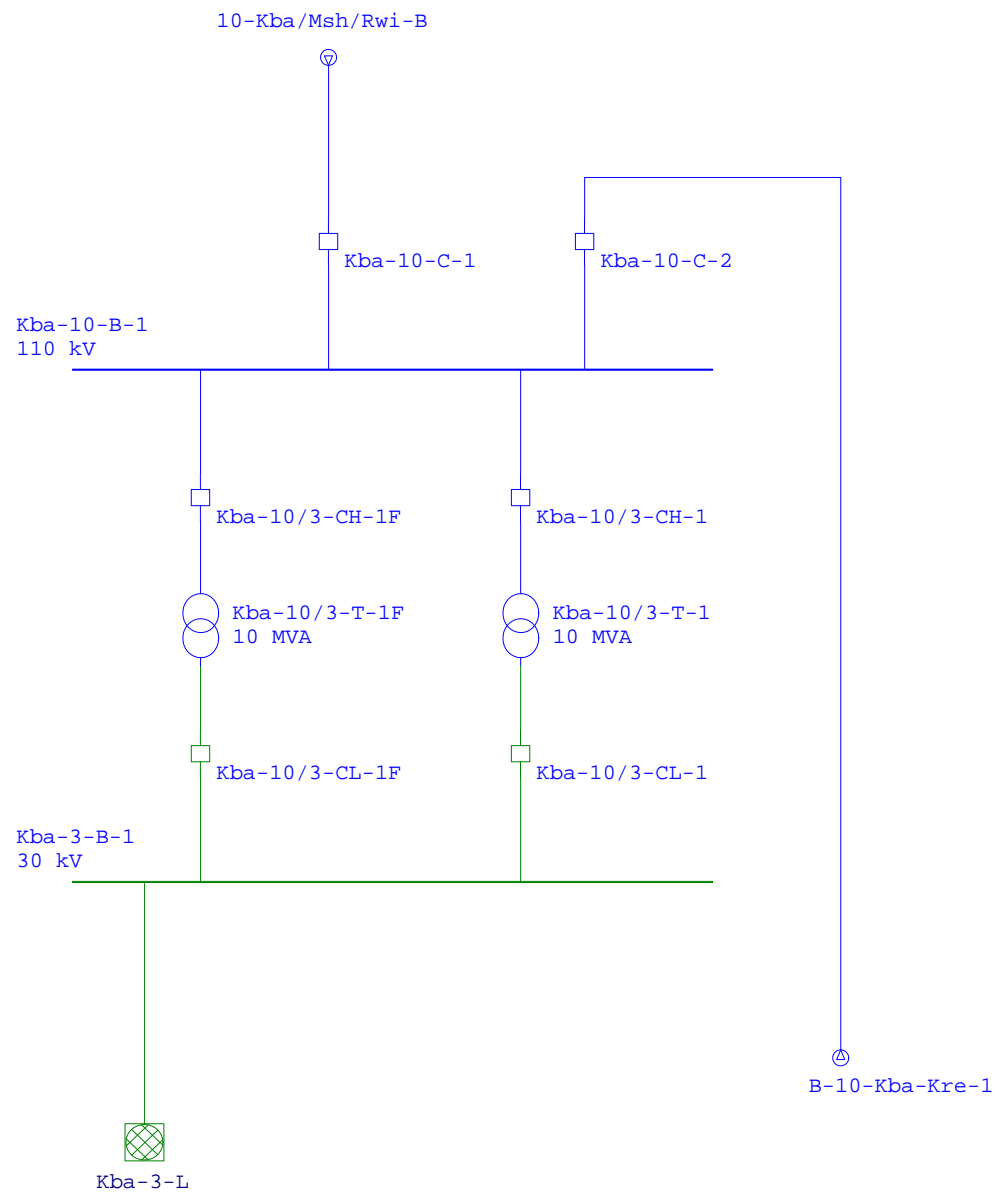 10-Kba/Msh/Rwi-B
Kba-10-C-1
Kba-10-C-2
Kba-10-B-1
110 kV
Kba-10/3-CH-1F
Kba-10/3-CH-1
Kba-10/3-T-1F
10 MVA
Kba-10/3-T-1
10 MVA
Kba-10/3-CL-1F
Kba-10/3-CL-1
Kba-3-B-1
30 kV
B-10-Kba-Kre-1
Kba-3-L